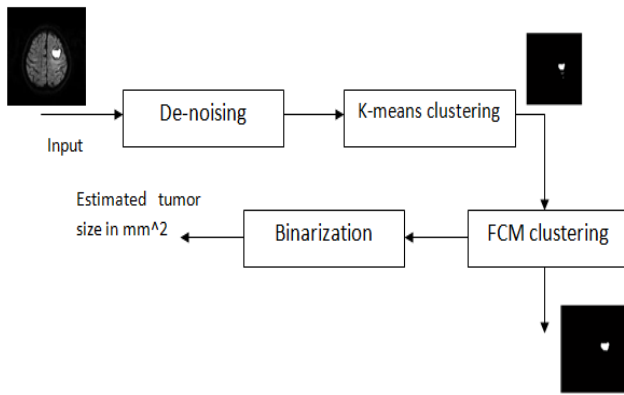 De-noising
K-means clustering
Input
Estimated tumor
size in mm^2
Binarization
FCM clustering